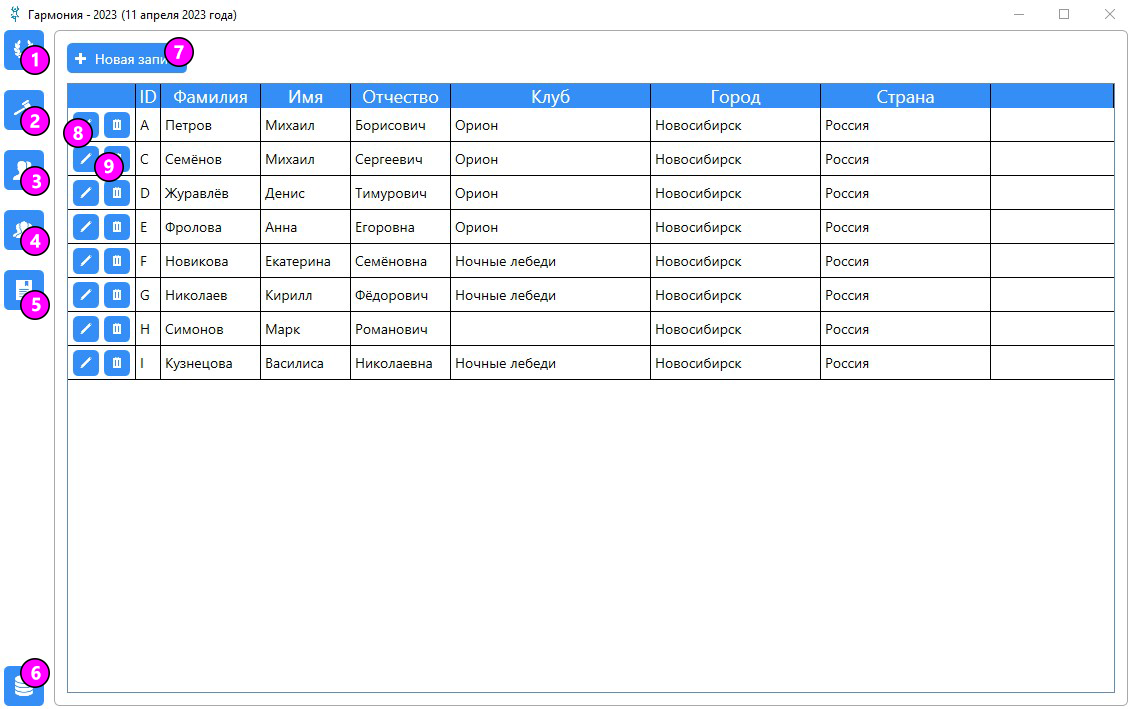 Гармония - 2023 (11 апреля 2023 года)
1
2
3
4
5
6
7
+ Новая запи
ID Фамилия Имя Отчество Клуб Город Страна
8
A Петров Михаил Борисович Орион Новосибирск Россия
9
C Семёнов Михаил Сергеевич Орион Новосибирск Россия
D Журавлёв Денис Тимурович Орион Новосибирск Россия
E Фролова Анна Егоровна Орион Новосибирск Россия
F Новикова Екатерина Семёновна Ночные лебеди Новосибирск Россия
G Николаев Кирилл Фёдорович Ночные лебеди Новосибирск Россия
H Симонов Марк Романович Новосибирск Россия
I Кузнецова Василиса Николаевна Ночные лебеди Новосибирск Россия